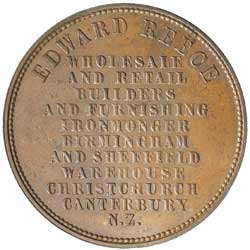 EDWARD REECE
WHOLESALE
AND RETAIL
BUILDERS
AND FURNISHING
IRONMONGER
BIRMINGHAM
AND SHEFFIELD
WAREHOUSE
CHRISTCHURCH
CANTERBURY
N.Z.